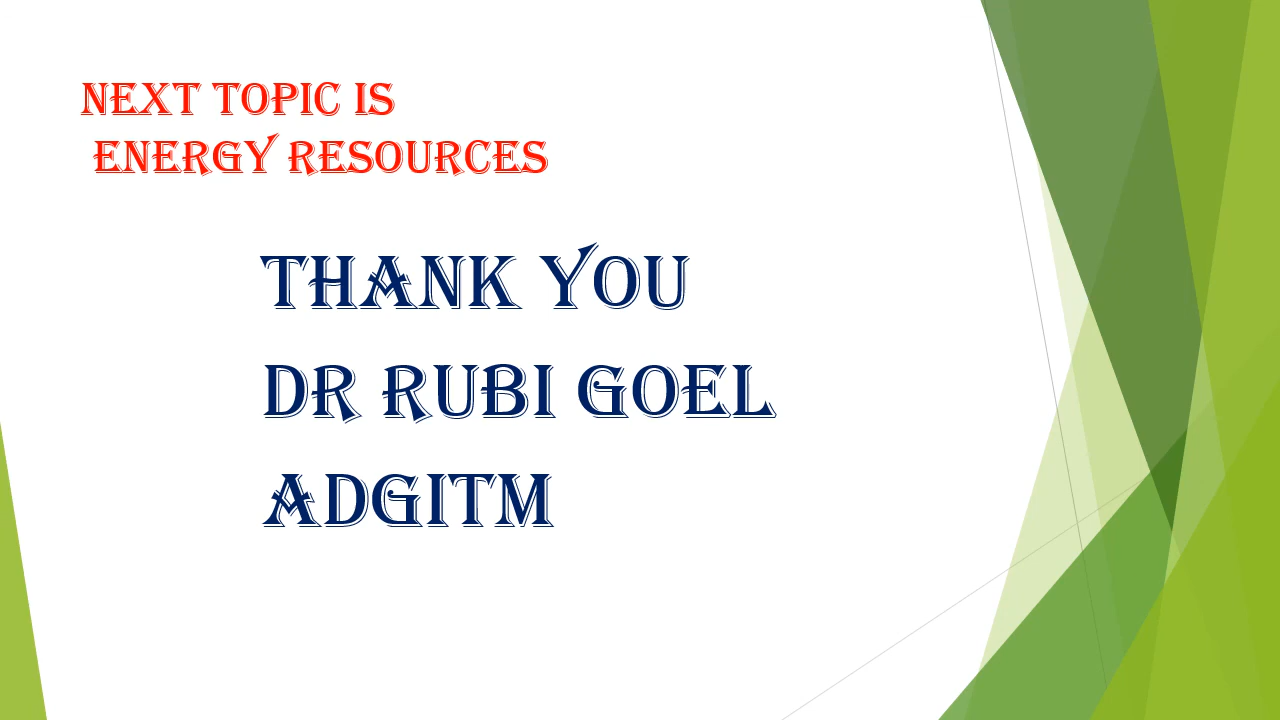 NEXT TOPIC IS
ENERGY RESOURCES
THANK YOU
DR RUBI GOEL
ADGITM